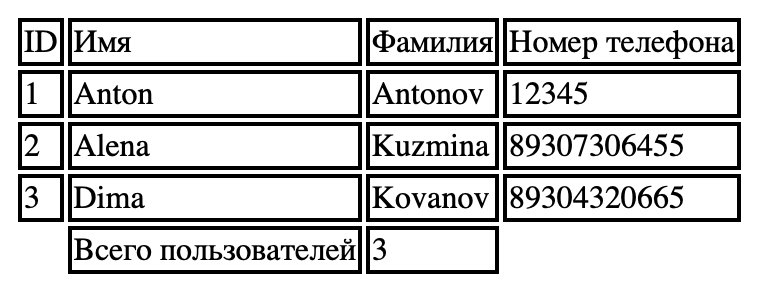 ID Имя Фамилия Номер телефона
1 Anton Antonov 12345
2 Alena Kuzmina 89307306455
3 Dima Kovanov 89304320665
Всего пользователей 3